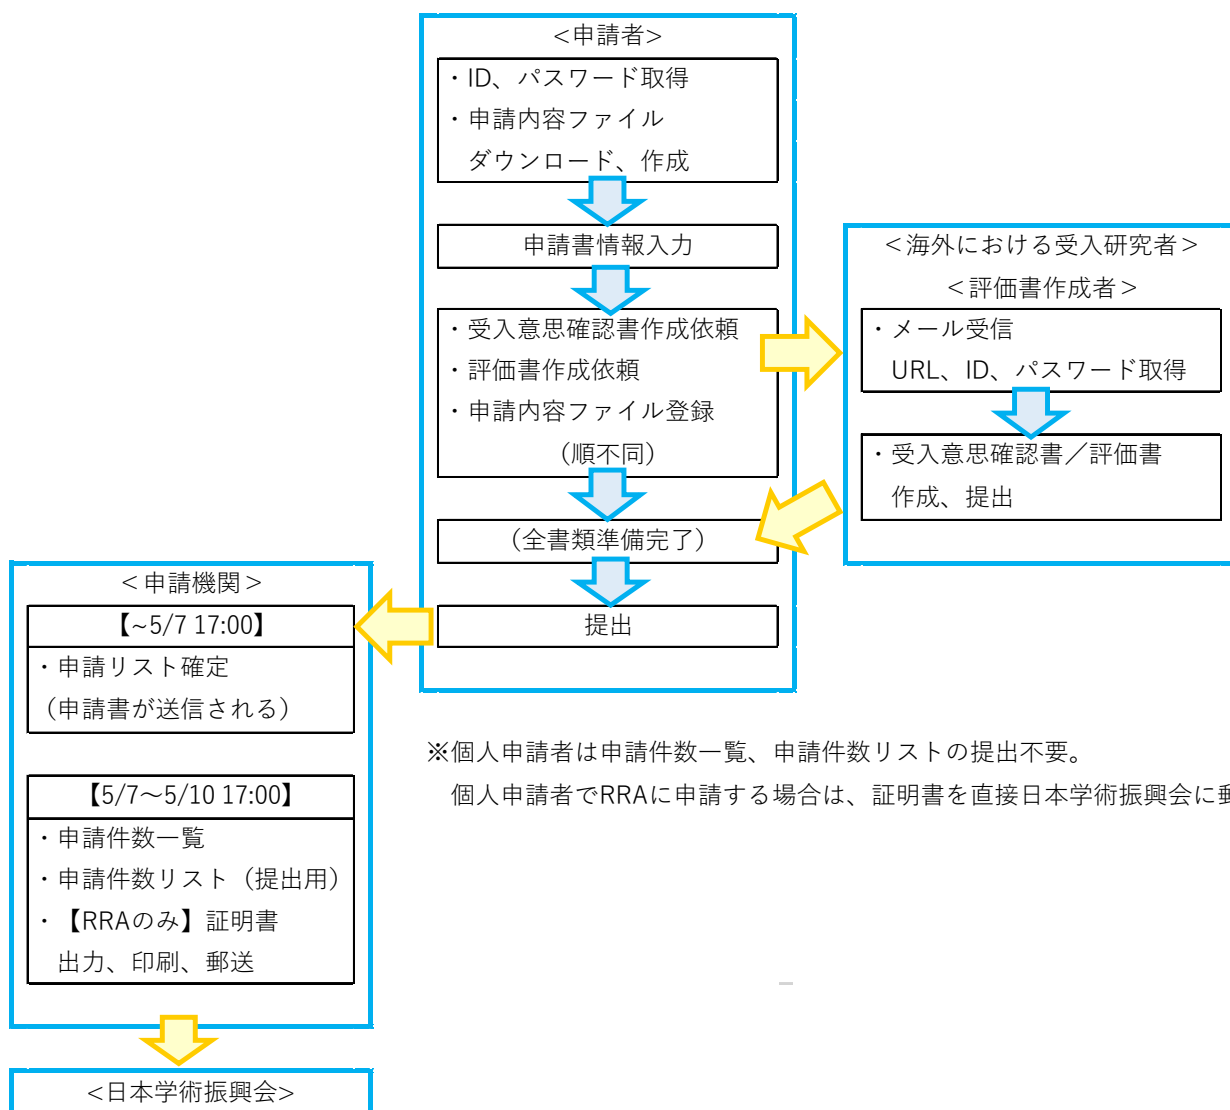 <申請者>
・ID、パスワード取得
・申請内容ファイル
ダウンロード、作成
申請書情報入力
・受入意思確認書作成依頼
・評価書作成依頼
・申請内容ファイル登録
（順不同）
（全書類準備完了）
提出
＜海外における受入研究者＞
＜評価書作成者＞
・メール受信
URL、ID、パスワード取得
・受入意思確認書／評価書
作成、提出
＜申請機関＞
【~5/7 17:00】
・申請リスト確定
（申請書が送信される）
【5/7～5/10 17:00】
・申請件数一覧
・申請件数リスト（提出用）
・【RRAのみ】証明書
出力、印刷、郵送
※個人申請者は申請件数一覧、申請件数リストの提出不要。
個人申請者でRRAに申請する場合は、証明書を直接日本学術振興会に
<日本学術振興会>